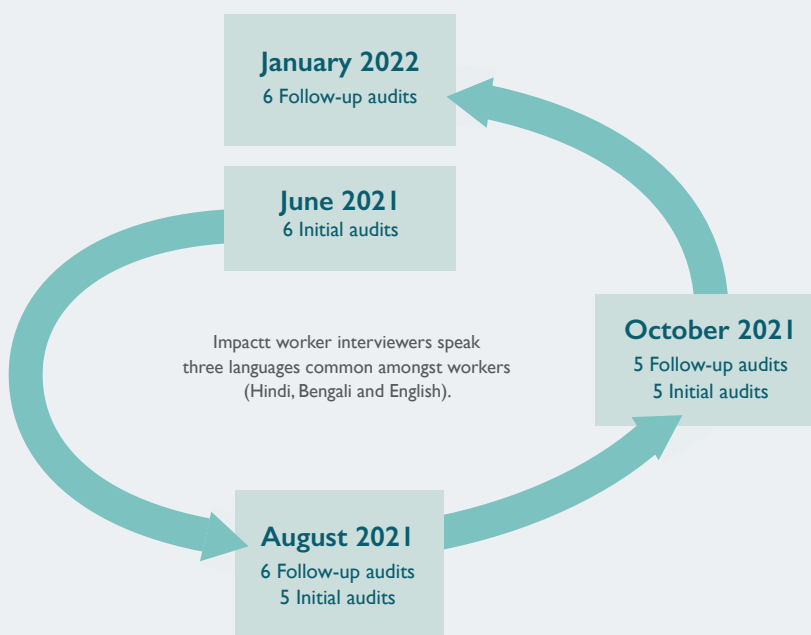 January 2022
6 Follow-up audits
June 2021
6 Initial audits
Impactt worker interviewers speak
three languages common amongst workers
(Hindi, Bengali and English).
October 2021
5 Follow-up audits
5 Initial audits
August 2021
6 Follow-up audits
5 Initial audits